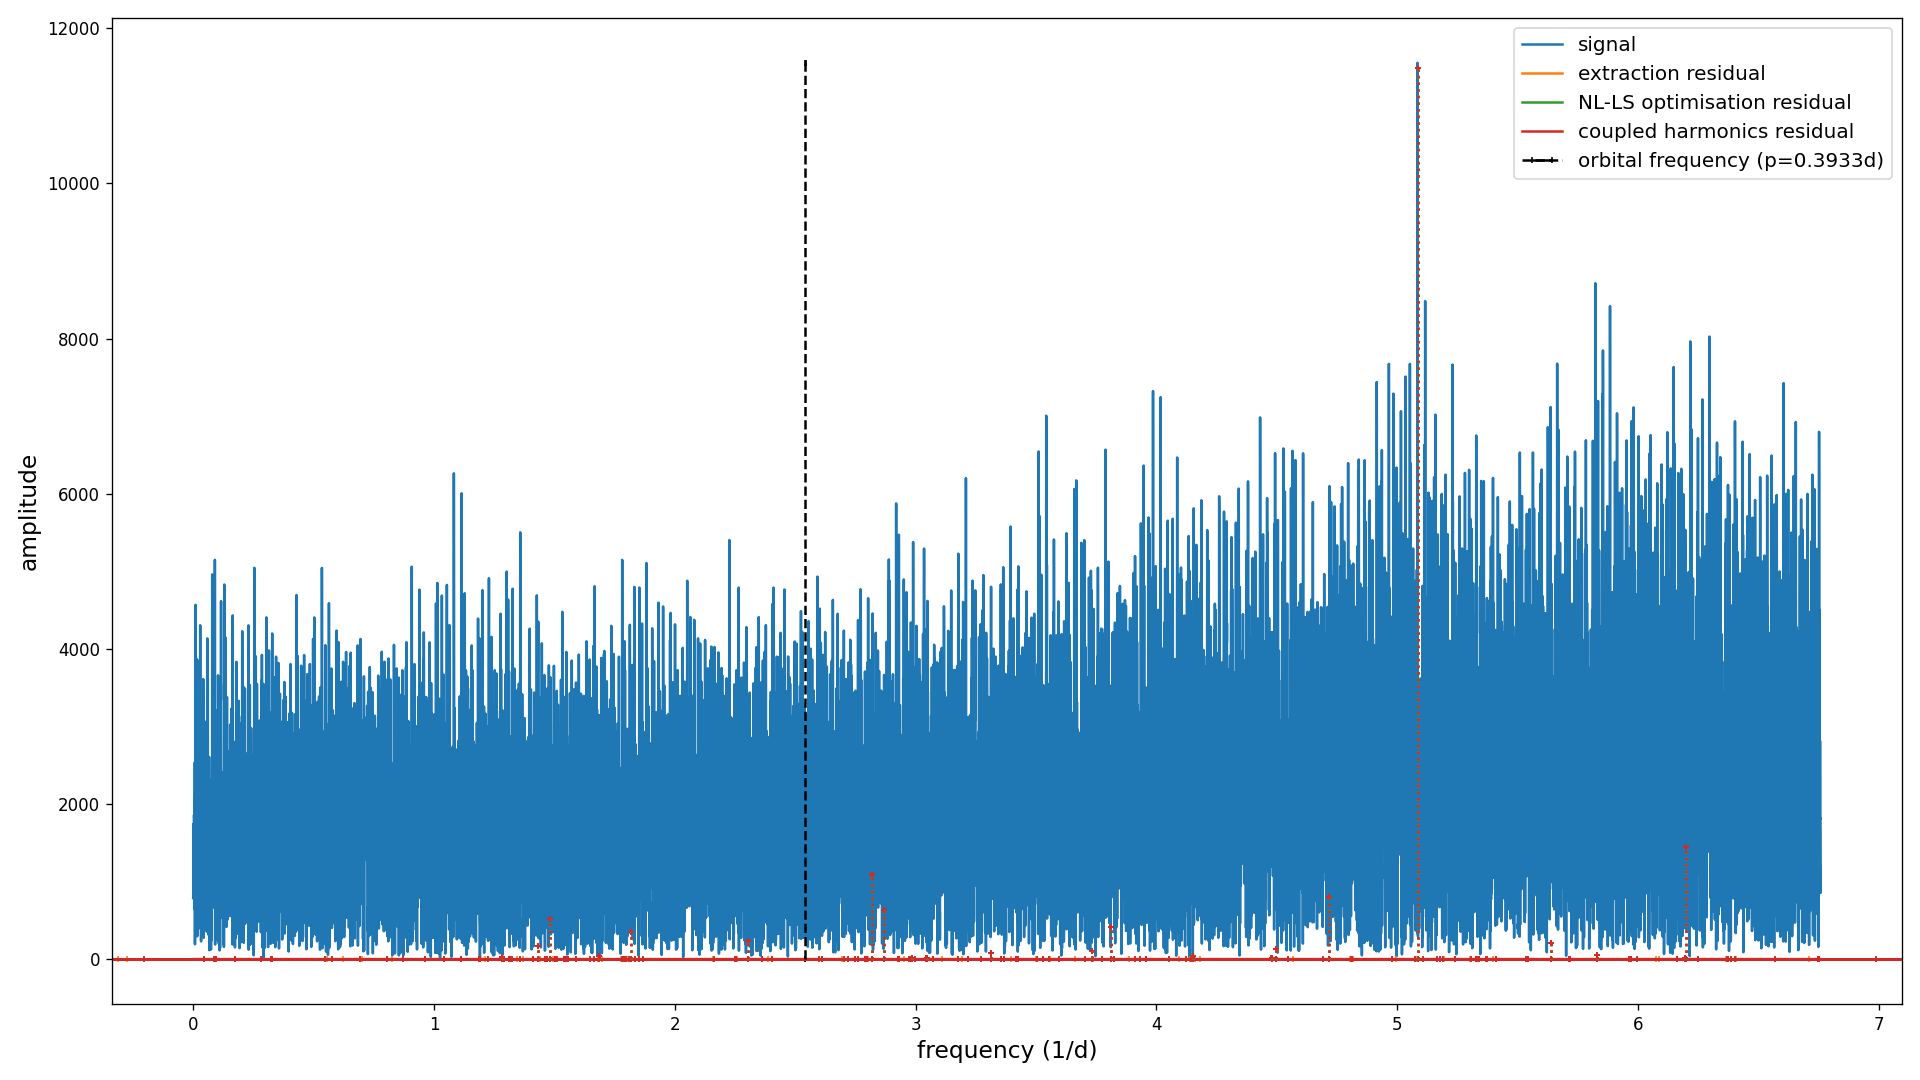 12000
10000
8000
6000
4000
2000
0
amplitude
signal
extraction residual
NL-LS optimisation residual
coupled harmonics residual
orbital frequency (p=0.3933d)
0 1 2 3 4 5 6 7
frequency (1/d)